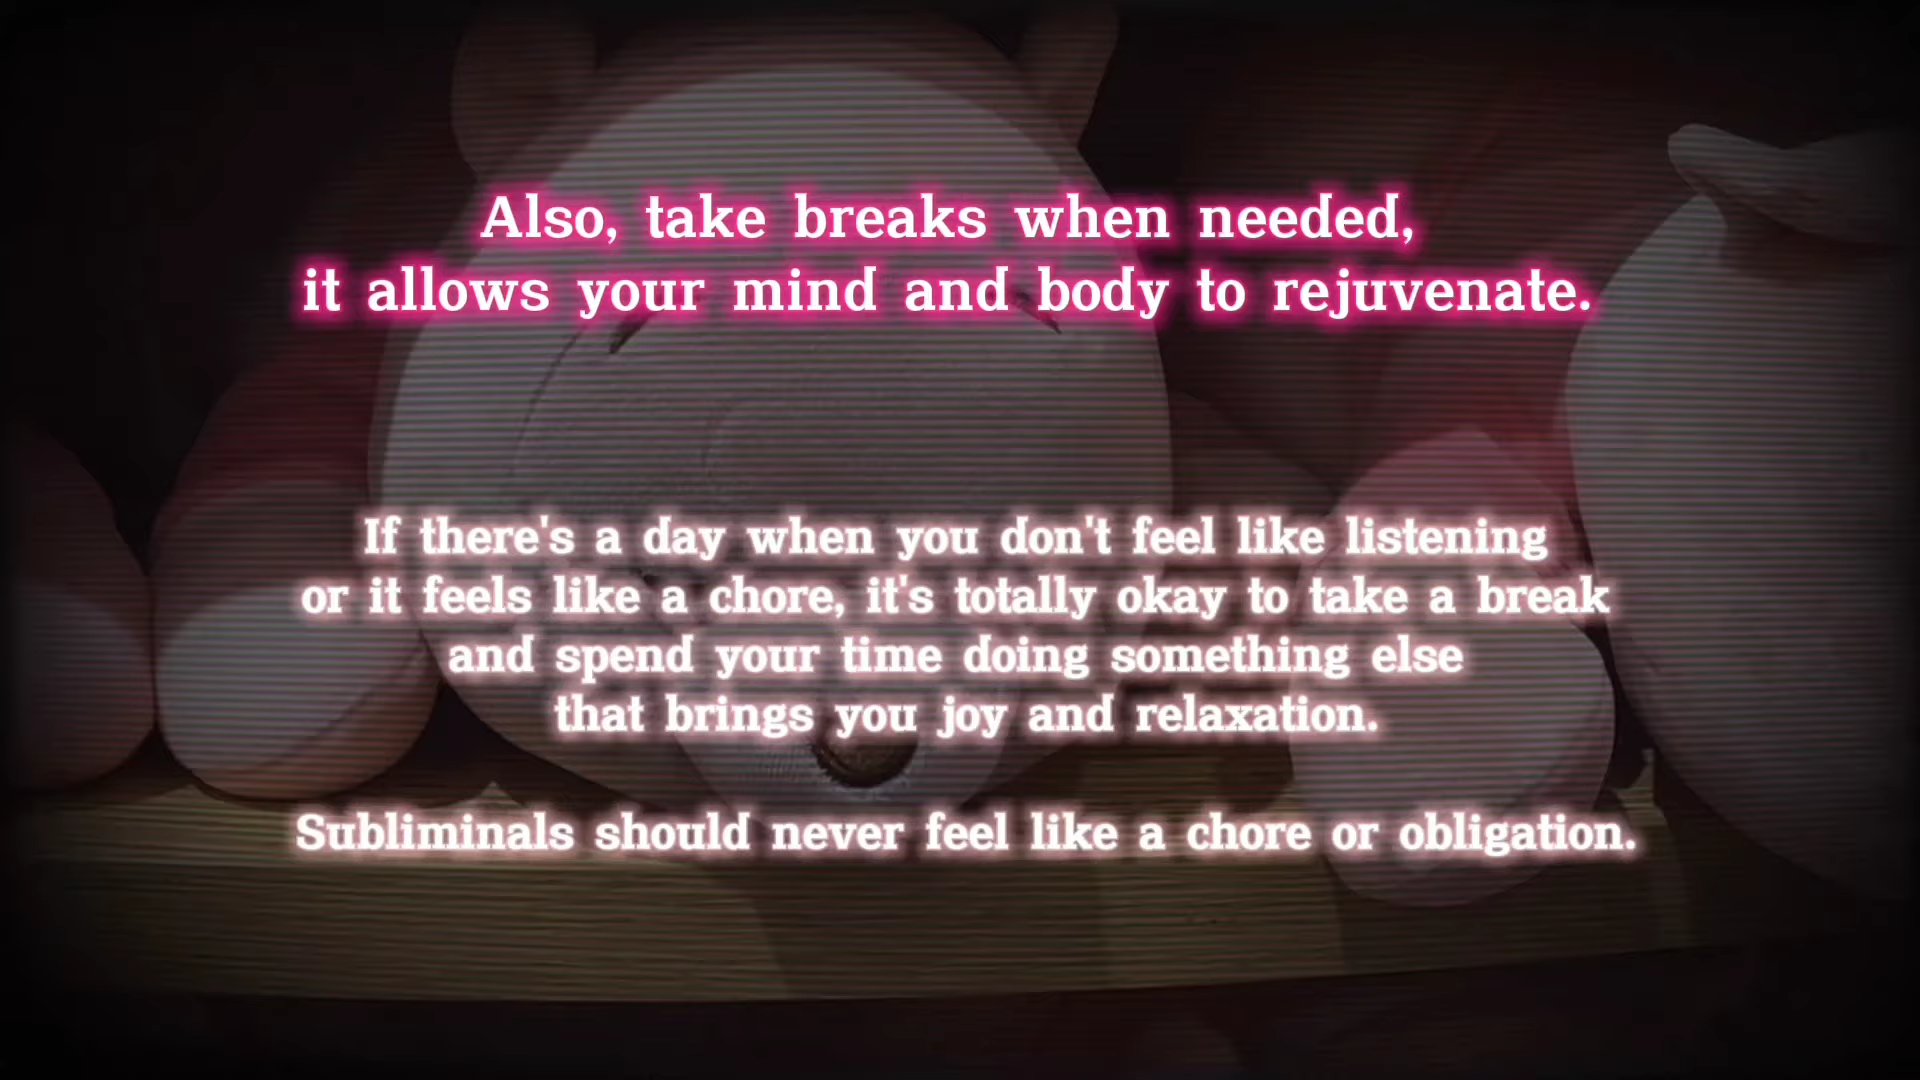 Also, take breaks when needed,
it allows your mind and body to rejuvenate.
If there's a day when you don't feel like listening
or it feels like a chore, it's totally okay to take a break
and spend your time doing something else
that brings you joy and relaxation.
Subliminals should never feel like a chore or obligation.